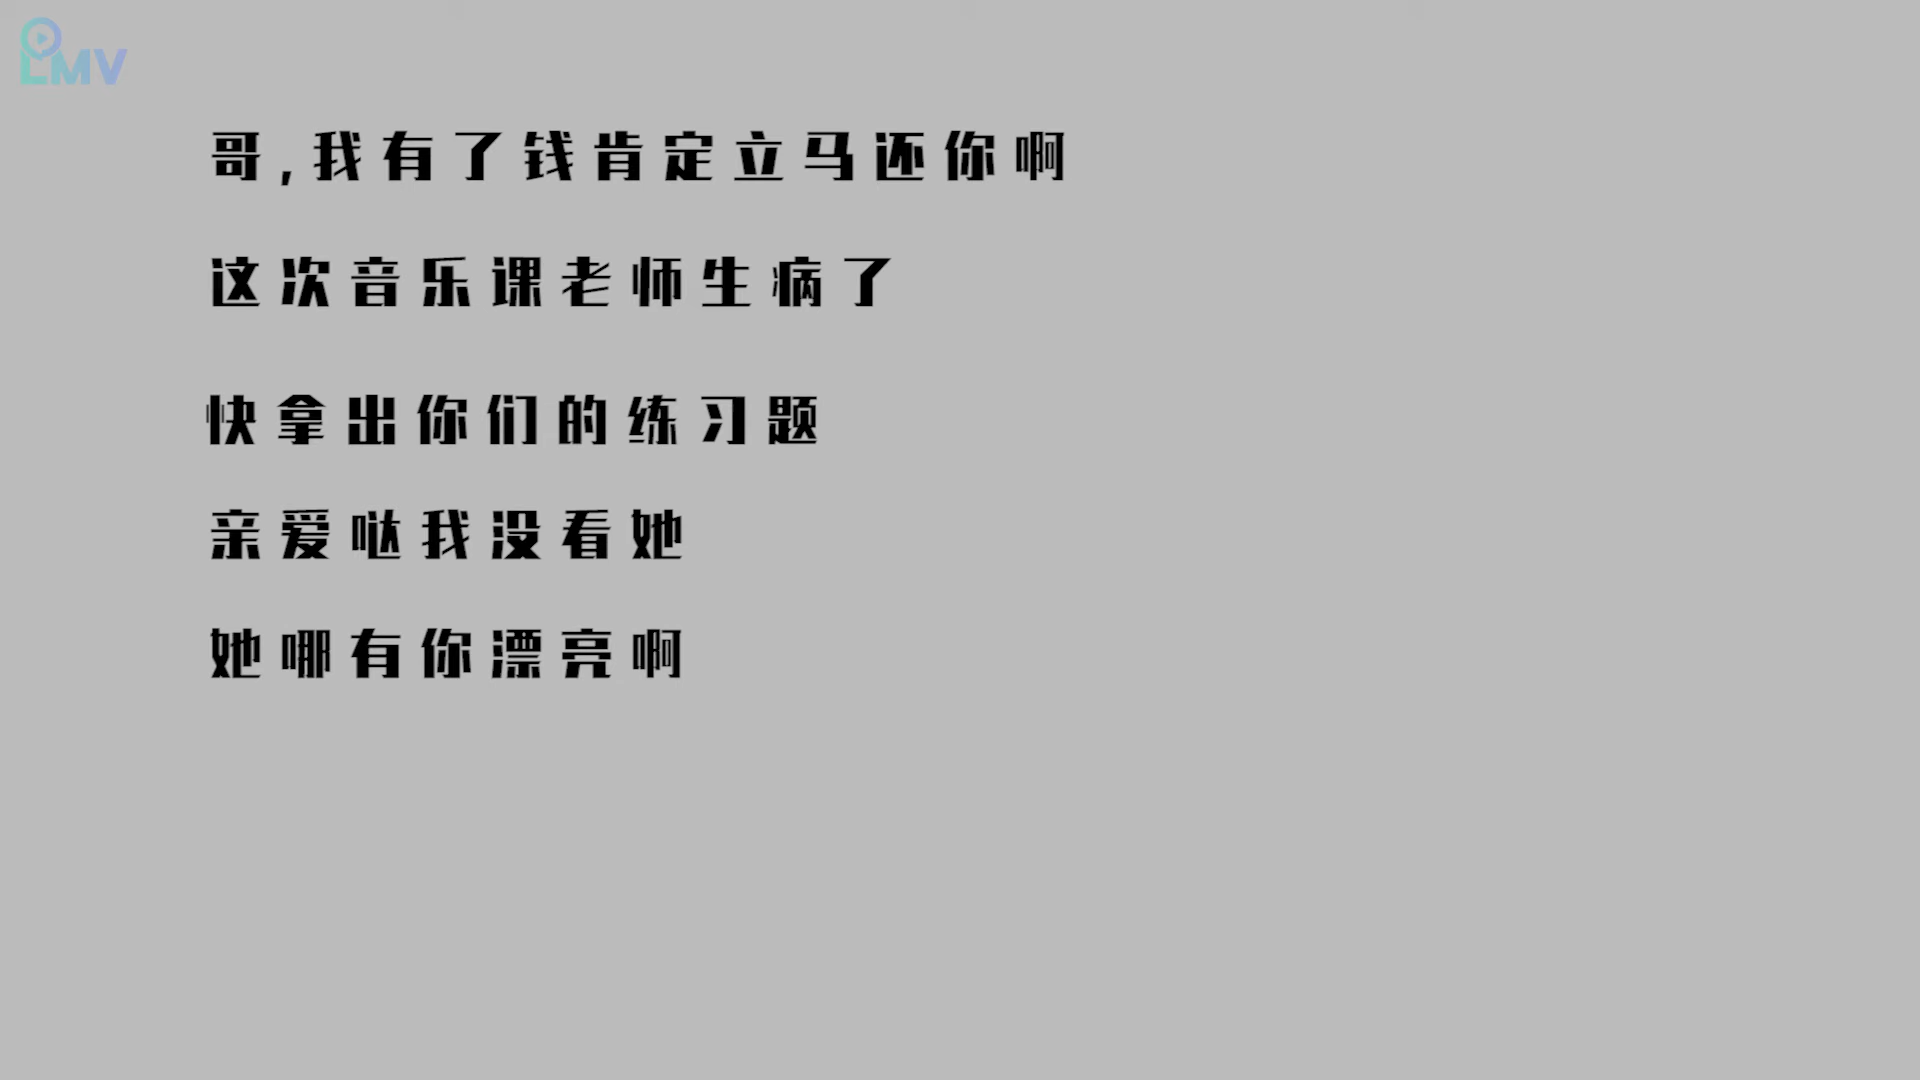 LMV
哥,我有了钱肯定立马还你啊
这次音乐课老师生病了
快拿出你们的练习题
亲爱哒我没看她
她哪有你漂亮啊